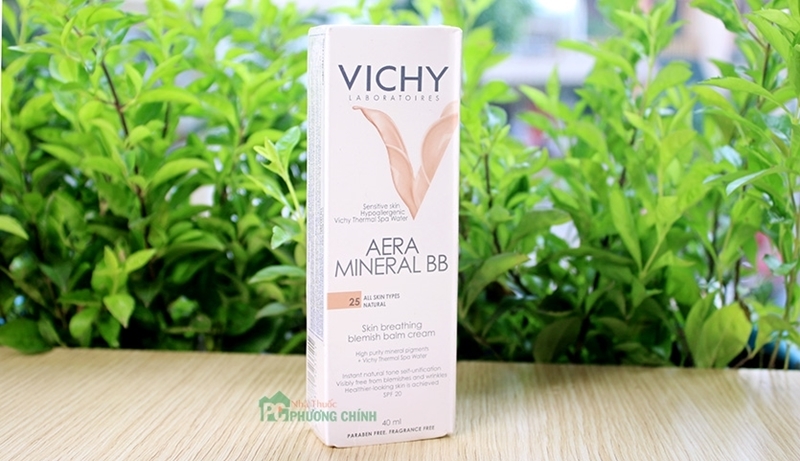 VICHY
LABORATOIRES
Sensitive skin
Hypoallergenic
Vichy Thermal Spa Water
AERA
MINERAL BB
25 ALL SKIN TYPES
NATURAL
Skin breathing
blemish balm cream
High purity mineral pigments
+ Vichy Thermal Spa Water
Instant natural tone self-unification
Visibly free from blemishes and wrinkles
Healthier-looking skin is achieved
SPF 20
Nhà Thuốc
PHƯƠNG CHÍNH
40 ml
PARABEN FREE, FRAGRANCE FREE